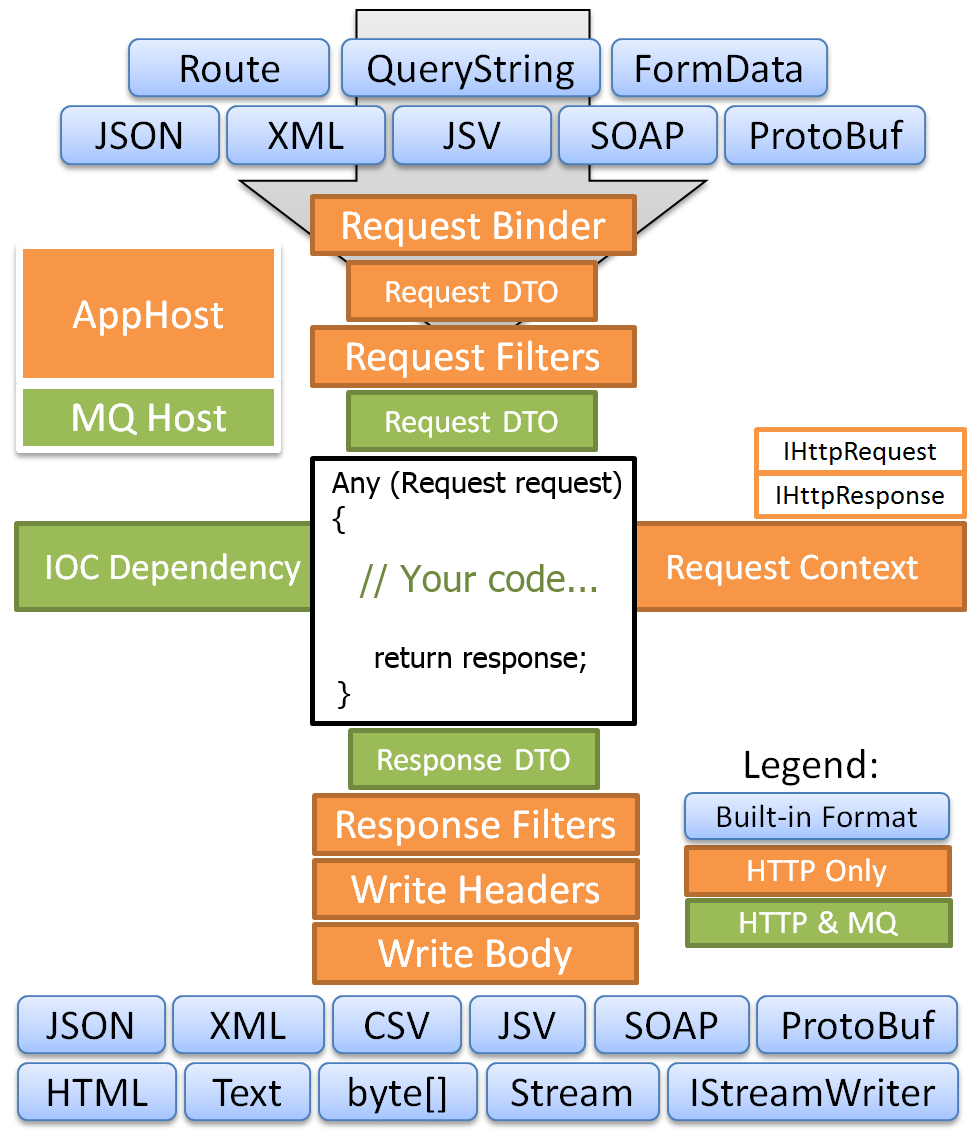 Route QueryString FormData
JSON XML JSV SOAP ProtoBuf
Request Binder
Request DTO
AppHost
Request Filters
MQ Host
Request DTO
IHttpRequest
IHttpResponse
Any (Request request)
{
IOC Dependency
// Your code...
Request Context
return response;
}
Response DTO
Legend:
Response Filters
Built-in Format
Write Headers
HTTP Only
HTTP & MQ
Write Body
JSON XML CSV JSV SOAP ProtoBuf
HTML Text byte[] Stream IStreamWriter